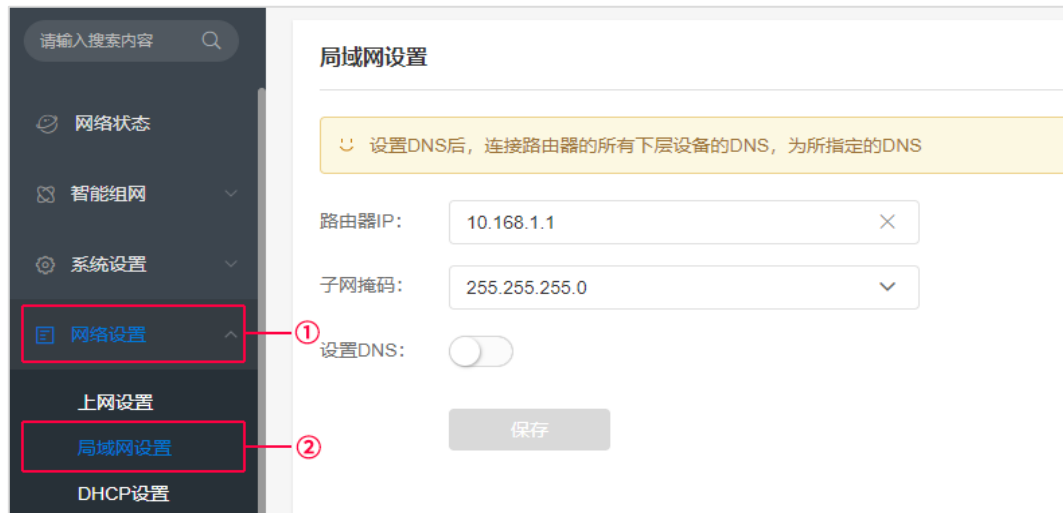 请输入搜索内容
网络状态
智能组网
系统设置
网络设置
①
上网设置
局域网设置
②
DHCP设置
局域网设置
设置DNS后，连接路由器的所有下层设备的DNS，为所指定的DNS
路由器IP：
10.168.1.1
子网掩码：
255.255.255.0
设置DNS：
保存